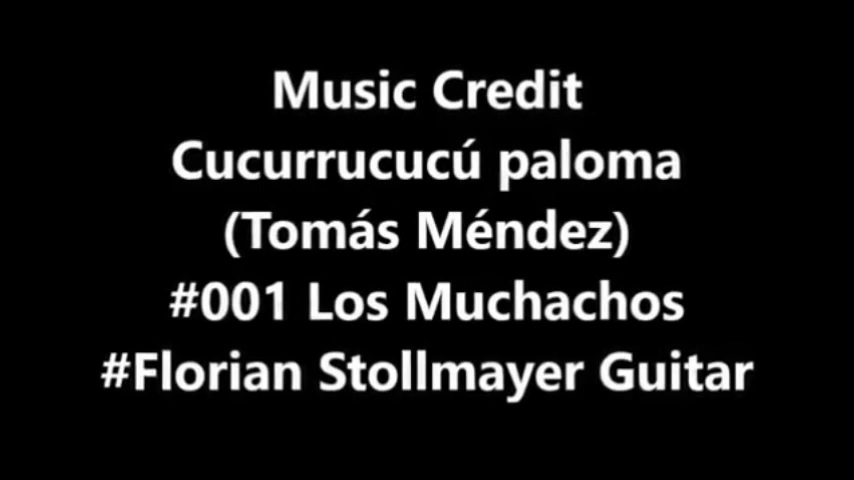 Music Credit
Cucurrucucú paloma
(Tomás Méndez)
#001 Los Muchachos
#Florian Stollmayer Guitar